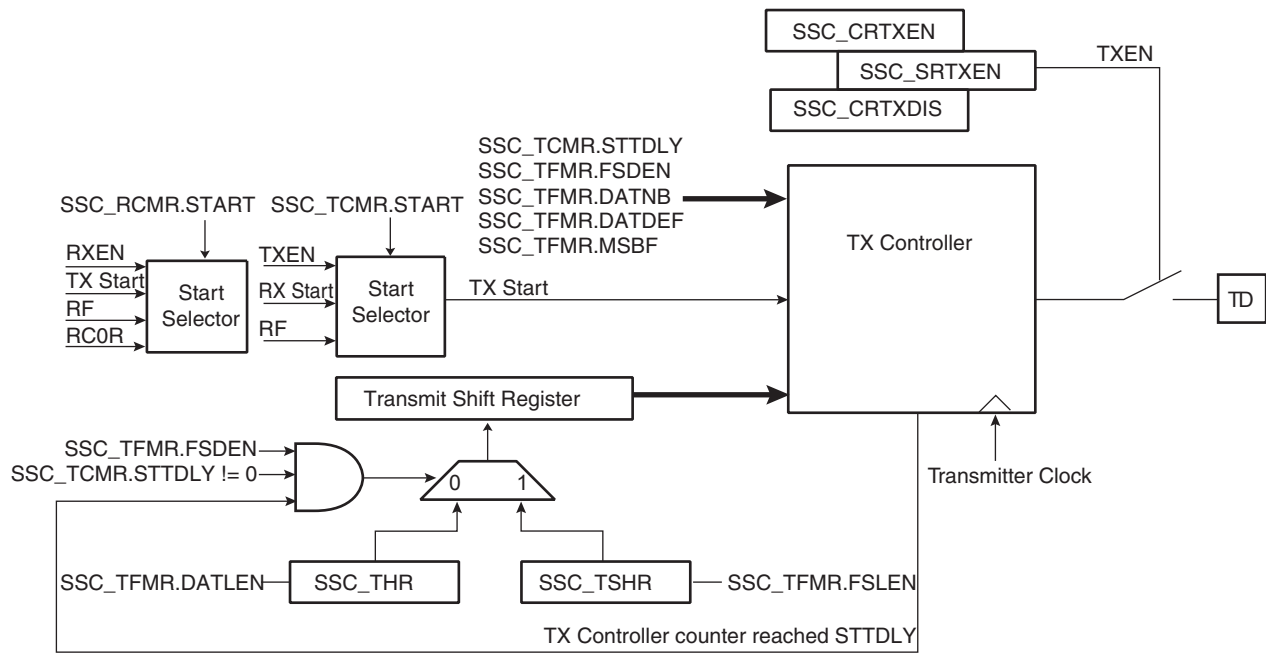 SSC_CRTXEN
SSC_SRTXEN
TXEN
SSC_CRTXDIS
SSC_TCMR.STTDLY
SSC_TFMR.FSDEN
SSC_TFMR.DATNB
SSC_TFMR.DATDEF
SSC_TFMR.MSBF
SSC_RCMR.START
SSC_TCMR.START
RXEN
TX Start
RF
RC0R
Start
Selector
TXEN
RX Start
RF
Start
Selector
TX Start
TX Controller
TD
Transmit Shift Register
SSC_TFMR.FSDEN
SSC_TCMR.STTDLY != 0
0
1
Transmitter Clock
SSC_TFMR.DATLEN
SSC_THR
SSC_TSHR
SSC_TFMR.FSLEN
TX Controller counter reached STTDLY